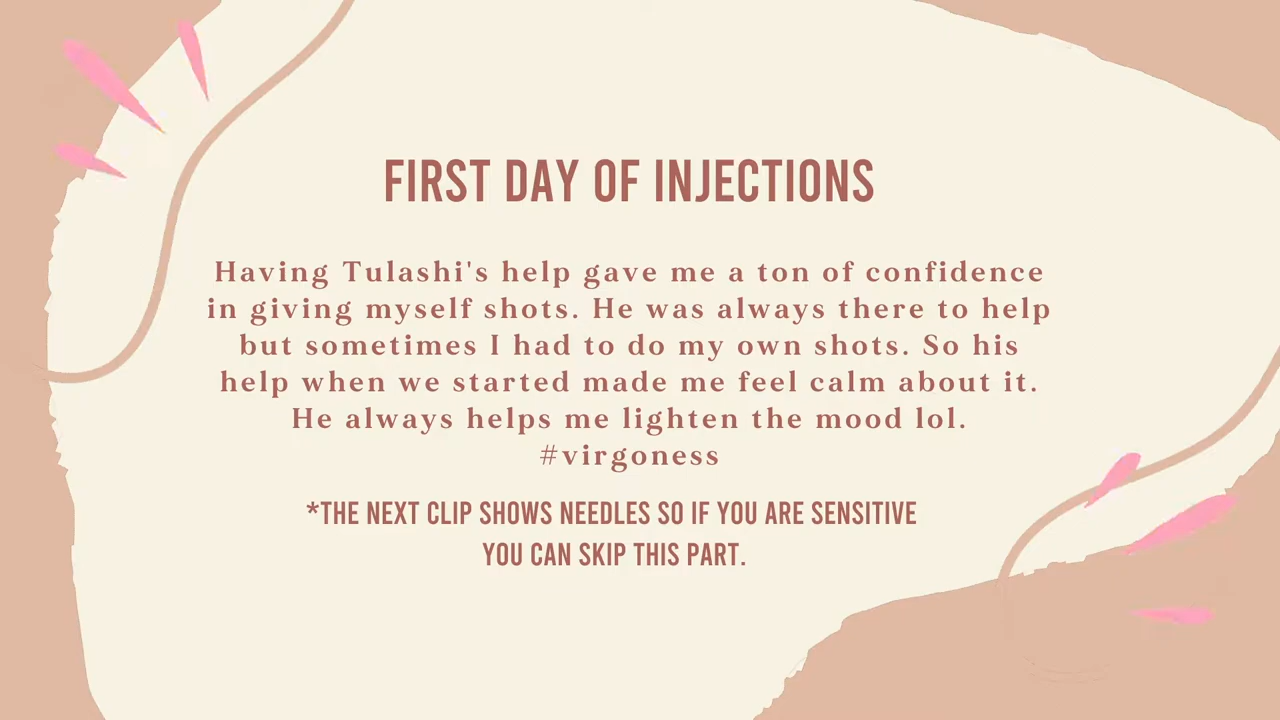 FIRST DAY OF INJECTIONS
Having Tulashi's help gave me a ton of confidence
in giving myself shots. He was always there to help
but sometimes I had to do my own shots. So his
help when we started made me feel calm about it.
He always helps me lighten the mood lol.
#virgoness
*THE NEXT CLIP SHOWS NEEDLES SO IF YOU ARE SENSITIVE
YOU CAN SKIP THIS PART.